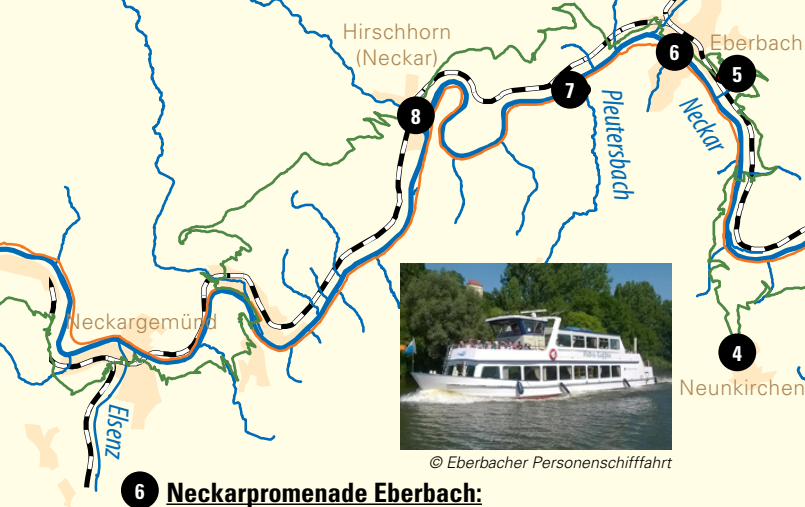 Hirschhorn
(Neckar)
Eberbach
6
5
7
8
Pleutersbach
Neckar
Neckargemünd
4
Neunkirchen
Elsenz
© Eberbacher Personenschifffahrt
6 Neckarpromenade Eberbach: